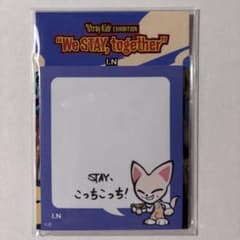 Stray Kids EXHIBITION
"We STAY, together"
I.N
STAY,
こっちこっち!
I.N